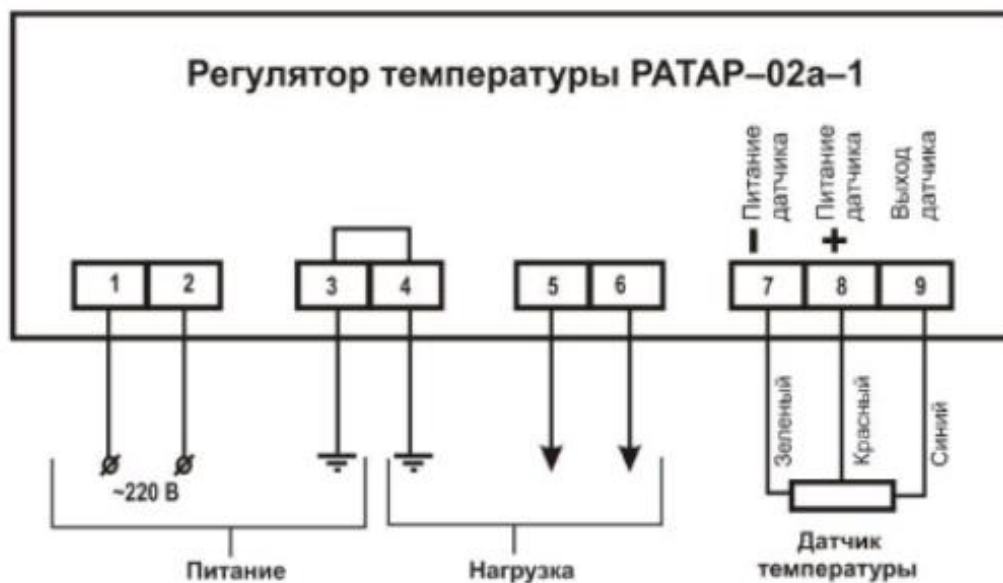 Регулятор температуры РАТАР–02а–1
– Питание
датчика
+ Питание
датчика
Выход
датчика
1 2 3 4 5 6 7 8 9
Зеленый
Красный
Синий
~220 В
Питание
Нагрузка
Датчик
температуры